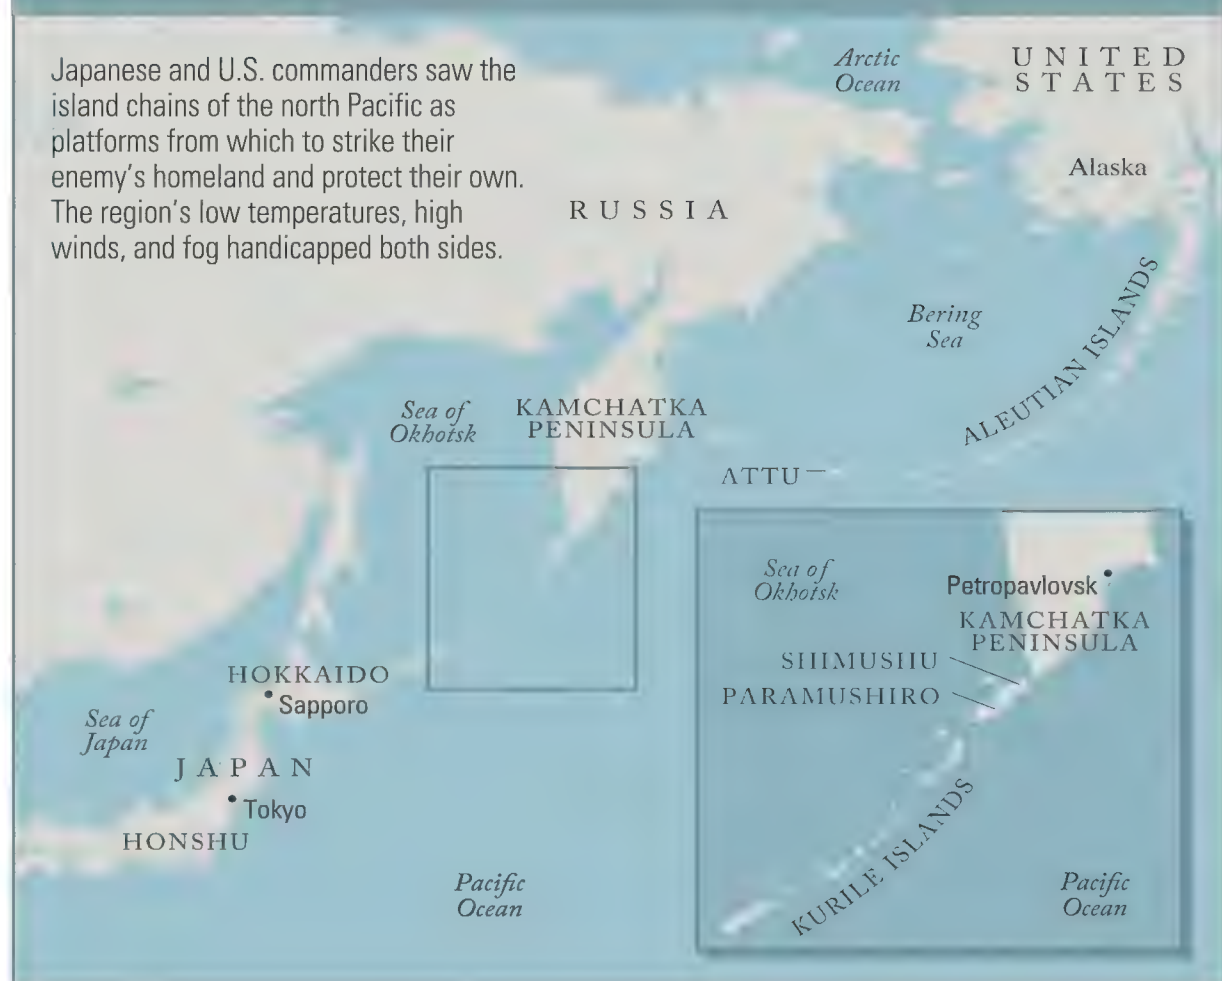 Japanese and U.S. commanders saw the
island chains of the north Pacific as
platforms from which to strike their
enemy's homeland and protect their own.
The region's low temperatures, high
winds, and fog handicapped both sides.
Arctic
Ocean
UNITED
STATES
Alaska
RUSSIA
Bering
Sea
ALEUTIAN ISLANDS
Sea of
Okhotsk
KAMCHATKA
PENINSULA
ATTU
HOKKAIDO
Sapporo
Sea of
Japan
JAPAN
Tokyo
HONSHU
Pacific
Ocean
Sea of
Okhotsk
Petropavlovsk
KAMCHATKA
PENINSULA
SHIMUSHU
PARAMUSHIRO
KURILE ISLANDS
Pacific
Ocean